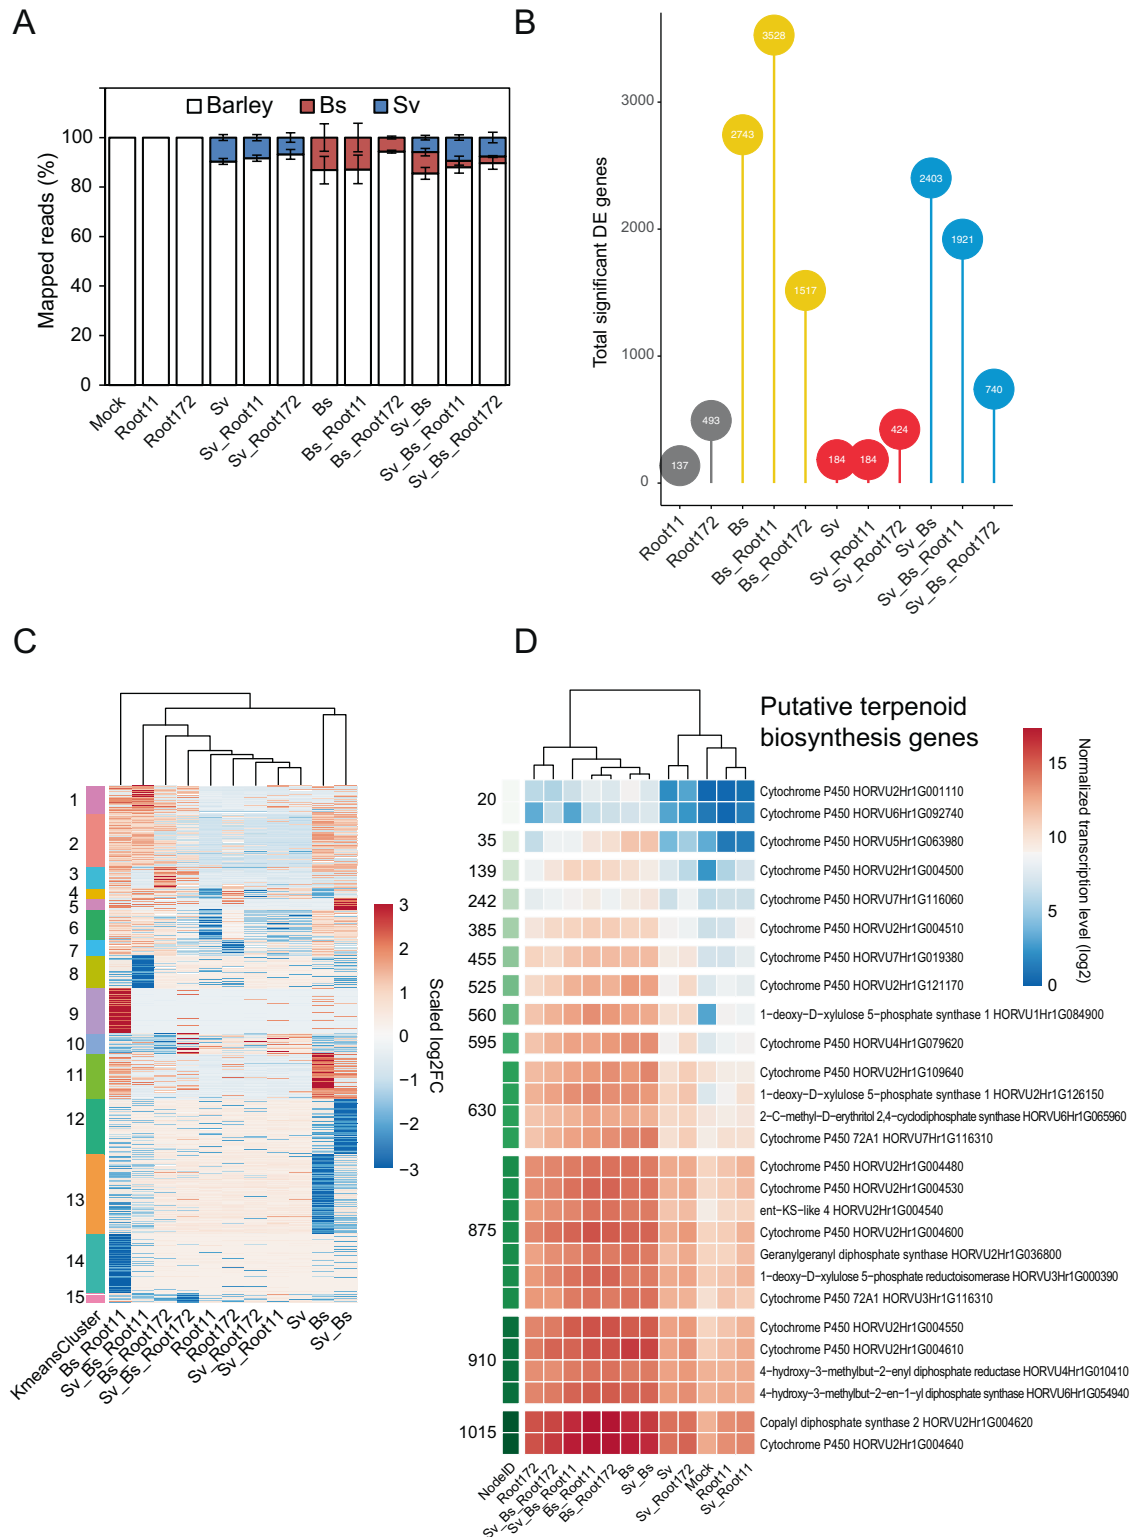 A
Barley Bs Sv
Mapped reads (%)
100
80
60
40
20
0
Mock
Root11
Root172
Sv
Sv_Root11
Sv_Root172
Bs
Bs_Root11
Bs_Root172
Sv_Bs
Sv_Bs_Root11
Sv_Bs_Root172
B
Total significant DE genes
3000
2000
1000
0
137
493
2743
3528
1517
184
184
424
2403
1921
740
Root11
Root172
Bs
Bs_Root11
Bs_Root172
Sv
Sv_Root11
Sv_Root172
Sv_Bs
Sv_Bs_Root11
Sv_Bs_Root172
C
1
2
3
4
5
6
7
8
9
10
11
12
13
14
15
KmeansCluster
Bs_Root11
Sv_Bs_Root11
Sv_Bs_Root172
Bs_Root172
Root11
Root172
Sv_Root172
Sv_Root11
Sv
Bs
Sv_Bs
3
2
1
0
−1
−2
−3
Scaled log2FC
D
Putative terpenoid
biosynthesis genes
20
35
139
242
385
455
525
560
595
630
875
910
1015
Cytochrome P450 HORVU2Hr1G001110
Cytochrome P450 HORVU6Hr1G092740
Cytochrome P450 HORVU5Hr1G063980
Cytochrome P450 HORVU2Hr1G004500
Cytochrome P450 HORVU7Hr1G116060
Cytochrome P450 HORVU2Hr1G004510
Cytochrome P450 HORVU7Hr1G019380
Cytochrome P450 HORVU2Hr1G121170
1−deoxy−D−xylulose 5−phosphate synthase 1 HORVU1Hr1G084900
Cytochrome P450 HORVU4Hr1G079620
Cytochrome P450 HORVU2Hr1G109640
1−deoxy−D−xylulose 5−phosphate synthase 1 HORVU2Hr1G126150
2−C−methyl−D−erythritol 2,4−cyclodiphosphate synthase HORVU6Hr1G065960
Cytochrome P450 72A1 HORVU7Hr1G116310
Cytochrome P450 HORVU2Hr1G004480
Cytochrome P450 HORVU2Hr1G004530
ent−KS−like 4 HORVU2Hr1G004540
Cytochrome P450 HORVU2Hr1G004600
Geranylgeranyl diphosphate synthase HORVU2Hr1G036800
1−deoxy−D−xylulose 5−phosphate reductoisomerase HORVU3Hr1G000390
Cytochrome P450 72A1 HORVU3Hr1G116310
Cytochrome P450 HORVU2Hr1G004550
Cytochrome P450 HORVU2Hr1G004610
4−hydroxy−3−methylbut−2−enyl diphosphate reductase HORVU4Hr1G010410
4−hydroxy−3−methylbut−2−en−1−yl diphosphate synthase HORVU6Hr1G054940
Copalyl diphosphate synthase 2 HORVU2Hr1G004620
Cytochrome P450 HORVU2Hr1G004640
NodeID
Root172
Sv_Bs_Root172
Sv_Bs_Root11
Bs_Root11
Bs_Root172
Bs
Sv_Bs
Sv
Sv_Root172
Mock
Root11
Sv_Root11
15
10
5
0
Normalized transcription level (log2)